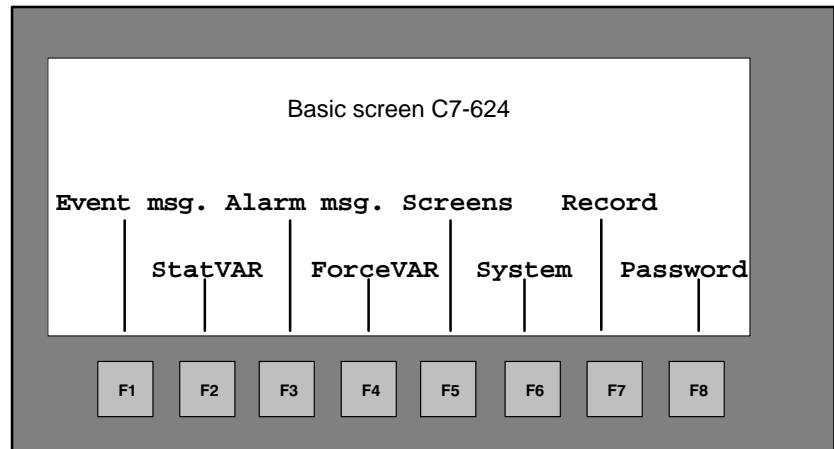 Basic screen C7-624
Event msg. Alarm msg. Screens Record
StatVAR ForceVAR System Password
F1 F2 F3 F4 F5 F6 F7 F8